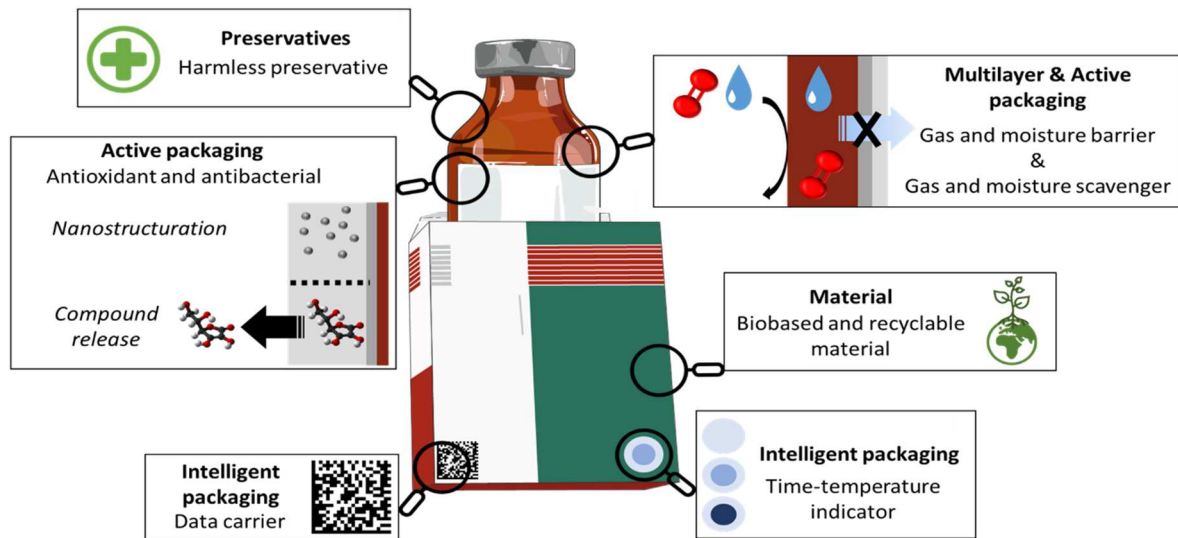 Preservatives
Harmless preservative
Multilayer & Active
packaging
Gas and moisture barrier
&
Gas and moisture scavenger
Active packaging
Antioxidant and antibacterial
Nanostructuration
Compound
release
Material
Biobased and recyclable
material
Intelligent
packaging
Data carrier
Intelligent packaging
Time-temperature
indicator